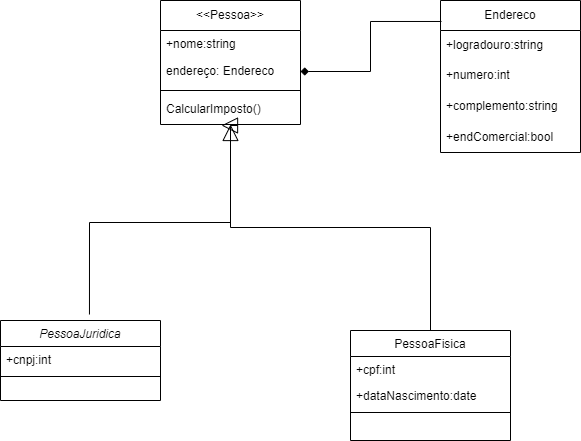 <<Pessoa>>
+nome:string
endereço: Endereco
CalcularImposto()
Endereco
+logradouro:string
+numero:int
+complemento:string
+endComercial:bool
PessoaJuridica
+cnpj:int
PessoaFisica
+cpf:int
+dataNascimento:date